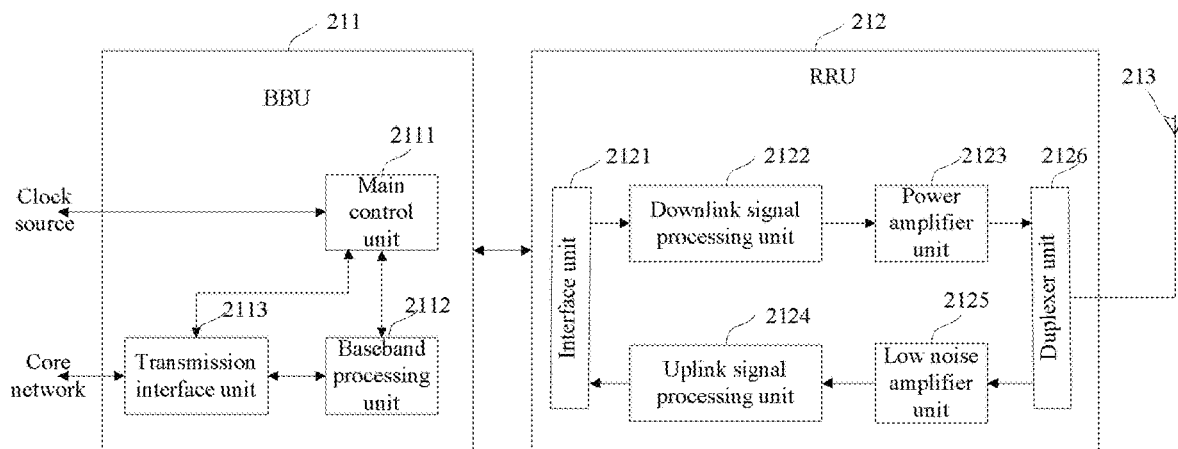 211
212
BBU
RRU
213
2111
2121
2122
2123
2126
Clock
source
Main
control
unit
Interface unit
Downlink signal
processing unit
Power
amplifier
unit
Duplexer unit
2113
2112
2124
2125
Core
network
Transmission
interface unit
Baseband
processing
unit
Uplink signal
processing unit
Low noise
amplifier
unit